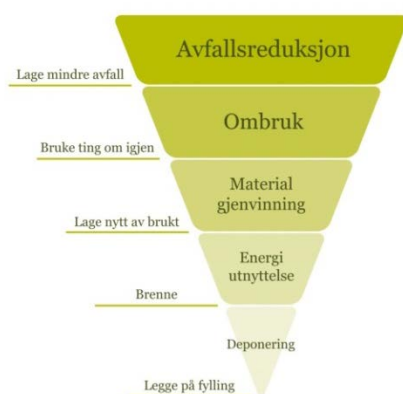 Avfallsreduksjon
Lage mindre avfall
Ombruk
Bruke ting om igjen
Material
gjenvinning
Lage nytt av brukt
Energi
utnyttelse
Brenne
Deponering
Legge på fylling